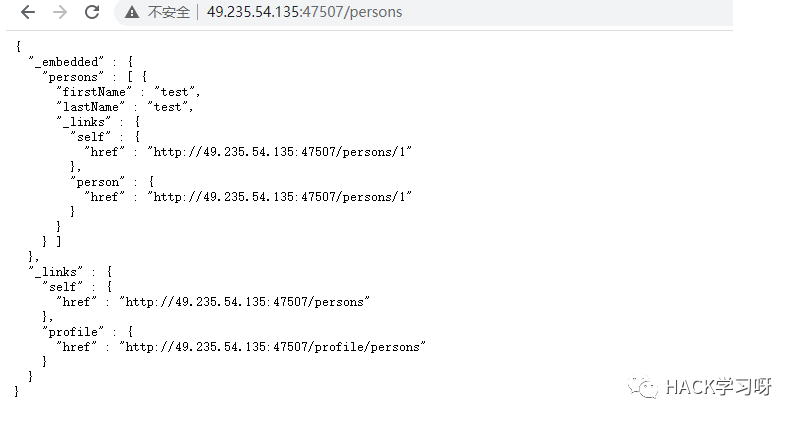 不安全 | 49.235.54.135:47507/persons
{
  "_embedded" : {
    "persons" : [ {
      "firstName" : "test",
      "lastName" : "test",
      "_links" : {
        "self" : {
          "href" : "http://49.235.54.135:47507/persons/1"
        },
        "person" : {
          "href" : "http://49.235.54.135:47507/persons/1"
        }
      }
    } ]
  },
  "_links" : {
    "self" : {
      "href" : "http://49.235.54.135:47507/persons"
    },
    "profile" : {
      "href" : "http://49.235.54.135:47507/profile/persons"
    }
  }
}
HACK学习呀